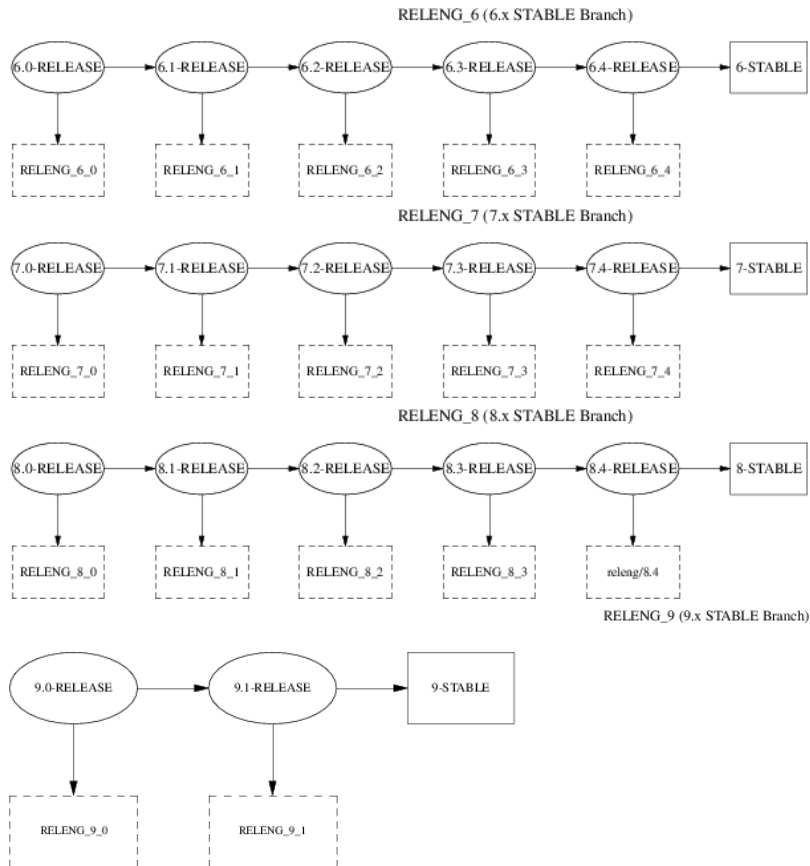 RELENG_6 (6.x STABLE Branch)
6.0-RELEASE 6.1-RELEASE 6.2-RELEASE 6.3-RELEASE 6.4-RELEASE 6-STABLE
RELENG_6_0 RELENG_6_1 RELENG_6_2 RELENG_6_3 RELENG_6_4
RELENG_7 (7.x STABLE Branch)
7.0-RELEASE 7.1-RELEASE 7.2-RELEASE 7.3-RELEASE 7.4-RELEASE 7-STABLE
RELENG_7_0 RELENG_7_1 RELENG_7_2 RELENG_7_3 RELENG_7_4
RELENG_8 (8.x STABLE Branch)
8.0-RELEASE 8.1-RELEASE 8.2-RELEASE 8.3-RELEASE 8.4-RELEASE 8-STABLE
RELENG_8_0 RELENG_8_1 RELENG_8_2 RELENG_8_3 releng/8.4
RELENG_9 (9.x STABLE Branch)
9.0-RELEASE 9.1-RELEASE 9-STABLE
RELENG_9_0 RELENG_9_1